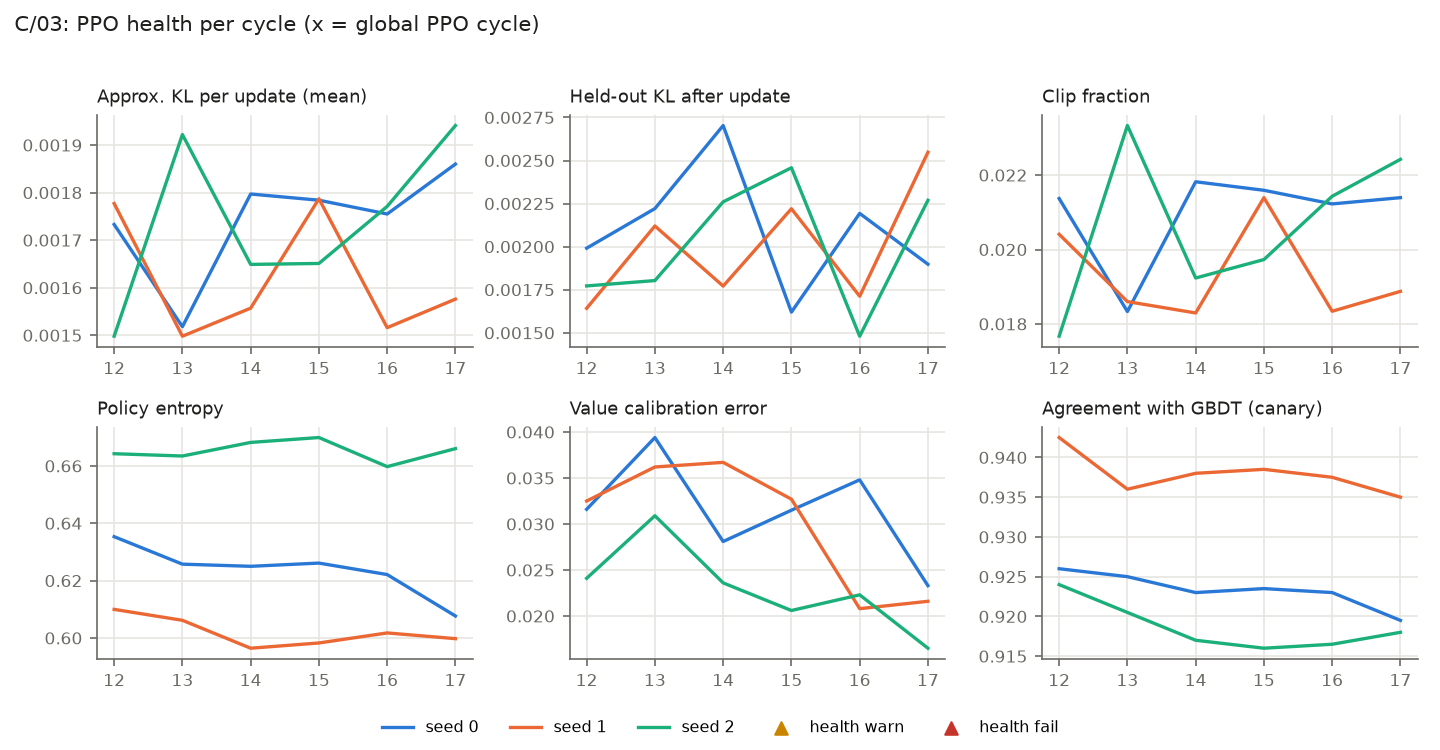 C/03: PPO health per cycle (x = global PPO cycle)
Approx. KL per update (mean)
0.0019
0.0018
0.0017
0.0016
0.0015
12 13 14 15 16 17
Held-out KL after update
0.00275
0.00250
0.00225
0.00200
0.00175
0.00150
12 13 14 15 16 17
Clip fraction
0.022
0.020
0.018
12 13 14 15 16 17
Policy entropy
0.66
0.64
0.62
0.60
12 13 14 15 16 17
Value calibration error
0.040
0.035
0.030
0.025
0.020
12 13 14 15 16 17
Agreement with GBDT (canary)
0.940
0.935
0.930
0.925
0.920
0.915
12 13 14 15 16 17
seed 0 seed 1 seed 2 health warn health fail